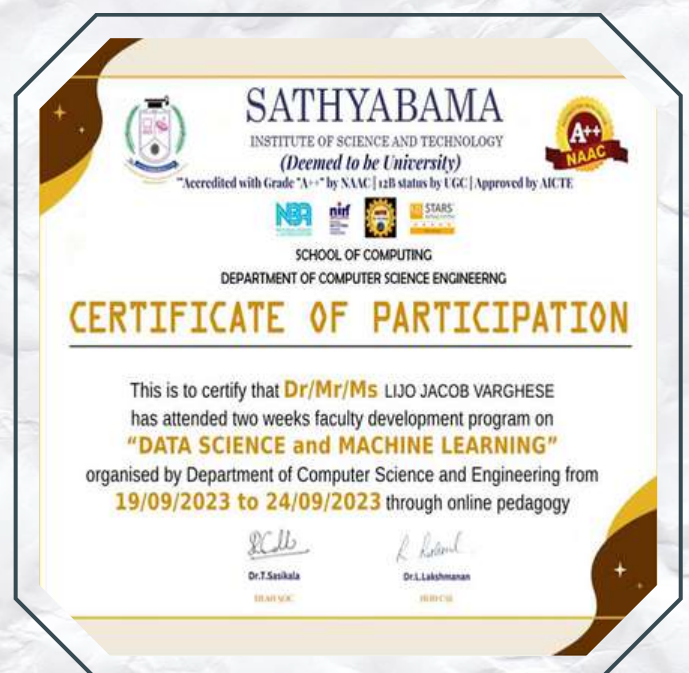 SATHYABAMA
INSTITUTE OF SCIENCE AND TECHNOLOGY
(Deemed to be University)
"Accredited with Grade "A++" by NAAC | 12B status by UGC | Approved by AICTE
A++
NAAC
NBA
nirf
STARS
SCHOOL OF COMPUTING
DEPARTMENT OF COMPUTER SCIENCE ENGINEERNG
CERTIFICATE OF PARTICIPATION
This is to certify that Dr/Mr/Ms LIJO JACOB VARGHESE
has attended two weeks faculty development program on
"DATA SCIENCE and MACHINE LEARNING"
organised by Department of Computer Science and Engineering from
19/09/2023 to 24/09/2023 through online pedagogy
Dr.T.Sasikala
Dr.L.Lakshmanan